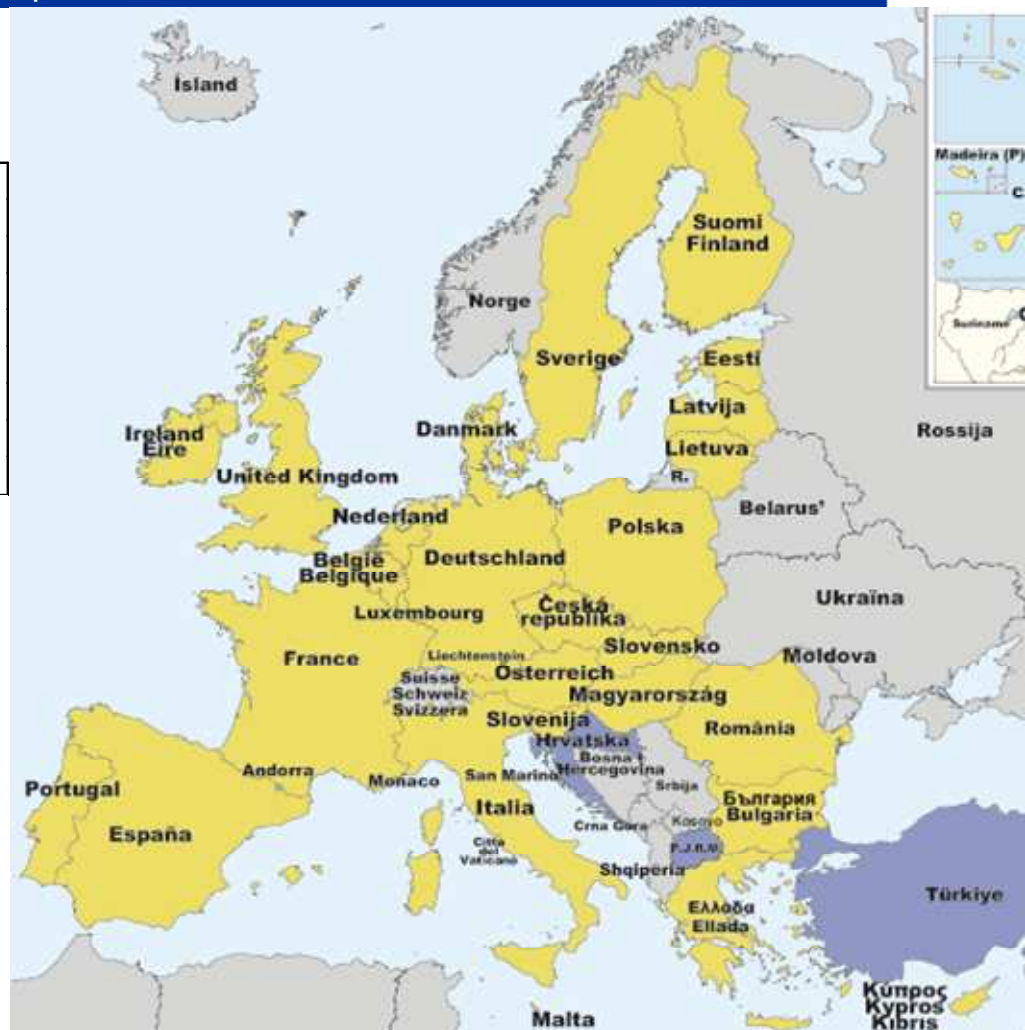 Ísland
Madeira (P)
C
Suomi
Finland
Norge
Suriname
Sverige
Eesti
Latvija
Danmark
Rossija
Ireland
Éire
Lietuva
R.
United Kingdom
Belarus'
Nederland
Polska
België
Belgique
Deutschland
Ukraïna
Česká
republika
Luxembourg
Slovensko
France
Liechtenstein
Österreich
Moldova
Suisse
Schweiz
Svizzera
Magyarország
Slovenija
România
Hrvatska
Bosna i
Hercegovina
Andorra
Monaco
San Marino
Srbija
Portugal
Italia
България
Bulgaria
España
Crna Gora
Kosovo
Città
del
Vaticano
Shqipëria
Türkiye
Ελλάδα
Ellada
Κύπρος
Kypros
Kıbrıs
Malta